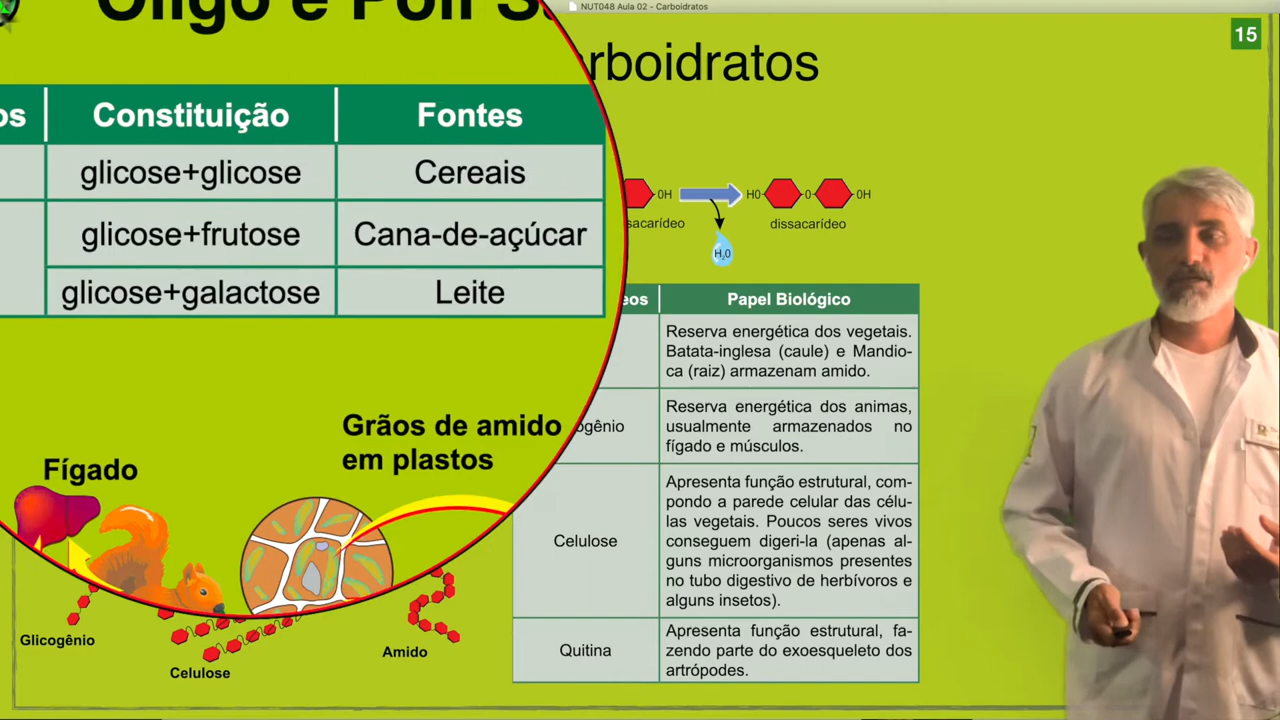 NUT048 Aula 02 - Carboidratos
15
Oligo e Poli
rboidratos
os Constituição Fontes
glicose+glicose Cereais
glicose+frutose Cana-de-açúcar
glicose+galactose Leite
OH HO O OH
sacarídeo dissacarídeo
H₂O
eos Papel Biológico
Reserva energética dos vegetais.
Batata-inglesa (caule) e Mandio-
ca (raiz) armazenam amido.
ogênio
Reserva energética dos animas,
usualmente armazenados no
fígado e músculos.
Celulose
Apresenta função estrutural, com-
pondo a parede celular das célu-
las vegetais. Poucos seres vivos
conseguem digeri-la (apenas al-
guns microorganismos presentes
no tubo digestivo de herbívoros e
alguns insetos).
Quitina
Apresenta função estrutural, fa-
zendo parte do exoesqueleto dos
artrópodes.
Grãos de amido
em plastos
Fígado
Glicogênio
Celulose
Amido